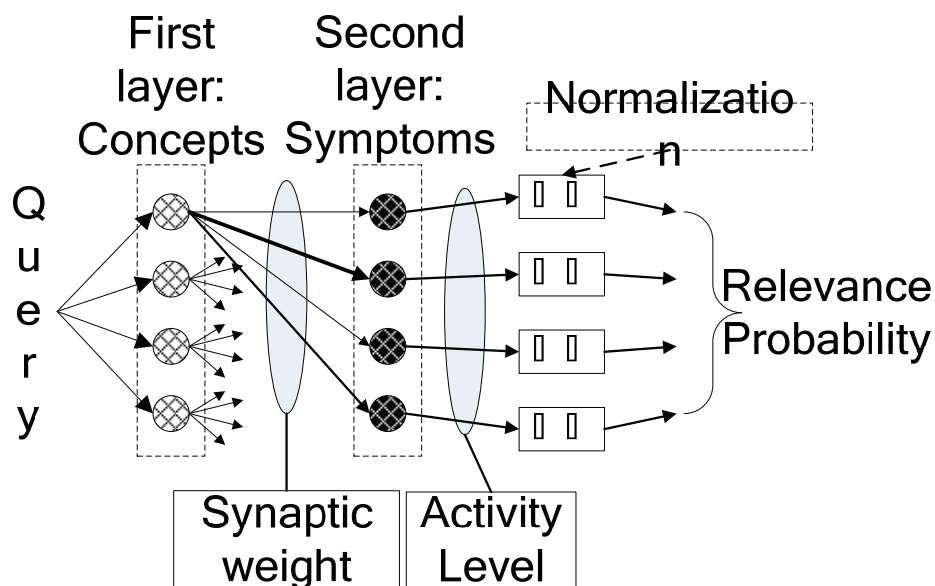 First
layer:
Concepts
Second
layer:
Symptoms
Normalizatio
n
Q
u
e
r
y
Relevance
Probability
Synaptic
weight
Activity
Level